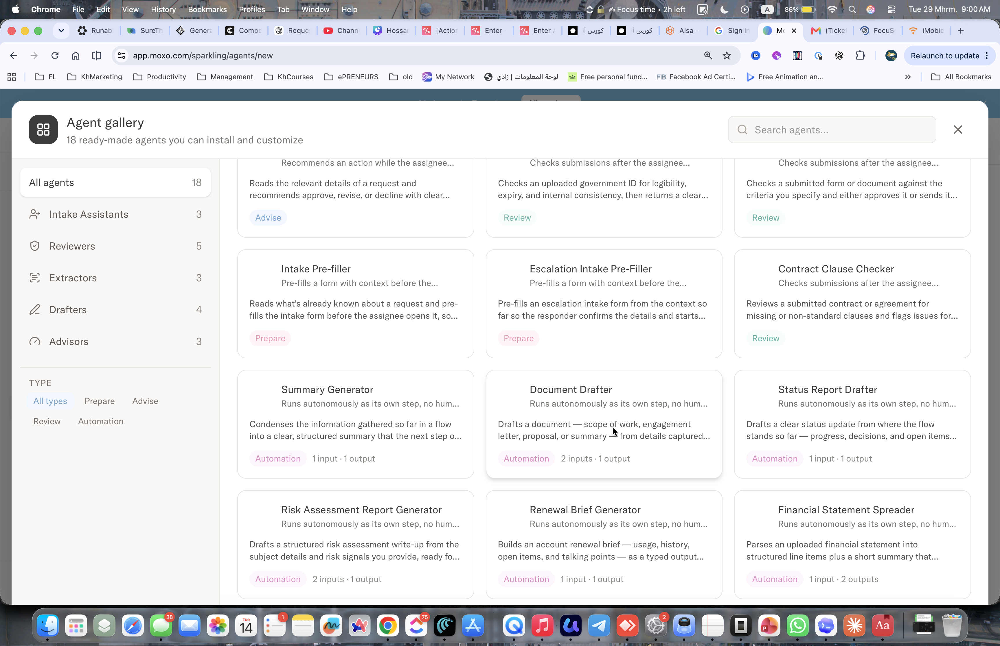 Chrome File Edit View History Bookmarks Profiles Tab Window Help
Focus time • 2h left
A
86%
Tue 29 Mhrm. 9:00 AM
Runabl
SureTh
Genera
Compo
Reque
Chann
Hossar
[Action
Enter -
Enter /
كورس أ
كورس أ
Alsa -
Sign in
Mo
(Ticke
FocuS
iMobie
app.moxo.com/sparkling/agents/new
Relaunch to update
FL
KhMarketing
Productivity
Management
KhCourses
ePRENEURS
old
My Network
لوحة المعلومات | زادي
Free personal fund...
FB Facebook Ad Certi...
Free Animation an...
All Bookmarks
Agent gallery
18 ready-made agents you can install and customize
Search agents...
All agents 18
Intake Assistants 3
Reviewers 5
Extractors 3
Drafters 4
Advisors 3
TYPE
All types Prepare Advise
Review Automation
Recommends an action while the assignee...
Reads the relevant details of a request and
recommends approve, revise, or decline with clear...
Advise
Checks submissions after the assignee...
Checks an uploaded government ID for legibility,
expiry, and internal consistency, then returns a clear...
Review
Checks submissions after the assignee...
Checks a submitted form or document against the
criteria you specify and either approves it or sends it...
Review
Intake Pre-filler
Pre-fills a form with context before the...
Reads what's already known about a request and pre-
fills the intake form before the assignee opens it, so...
Prepare
Escalation Intake Pre-Filler
Pre-fills a form with context before the...
Pre-fills an escalation intake form from the context so
far so the responder confirms the details and starts...
Prepare
Contract Clause Checker
Checks submissions after the assignee...
Reviews a submitted contract or agreement for
missing or non-standard clauses and flags issues for...
Review
Summary Generator
Runs autonomously as its own step, no hum...
Condenses the information gathered so far in a flow
into a clear, structured summary that the next step o...
Automation 1 input · 1 output
Document Drafter
Runs autonomously as its own step, no hum...
Drafts a document — scope of work, engagement
letter, proposal, or summary — from details captured...
Automation 2 inputs · 1 output
Status Report Drafter
Runs autonomously as its own step, no hum...
Drafts a clear status update from where the flow
stands so far — progress, decisions, and open items...
Automation 1 input · 1 output
Risk Assessment Report Generator
Runs autonomously as its own step, no hum...
Drafts a structured risk assessment write-up from the
subject details and risk signals you provide, ready fo...
Automation 2 inputs · 1 output
Renewal Brief Generator
Runs autonomously as its own step, no hum...
Builds an account renewal brief — usage, history,
open items, and talking points — as a typed output...
Automation 1 input · 1 output
Financial Statement Spreader
Runs autonomously as its own step, no hum...
Parses an uploaded financial statement into
structured line items plus a short summary that...
Automation 1 input · 2 outputs
38
Tue
14
1
75
2
P
Aa